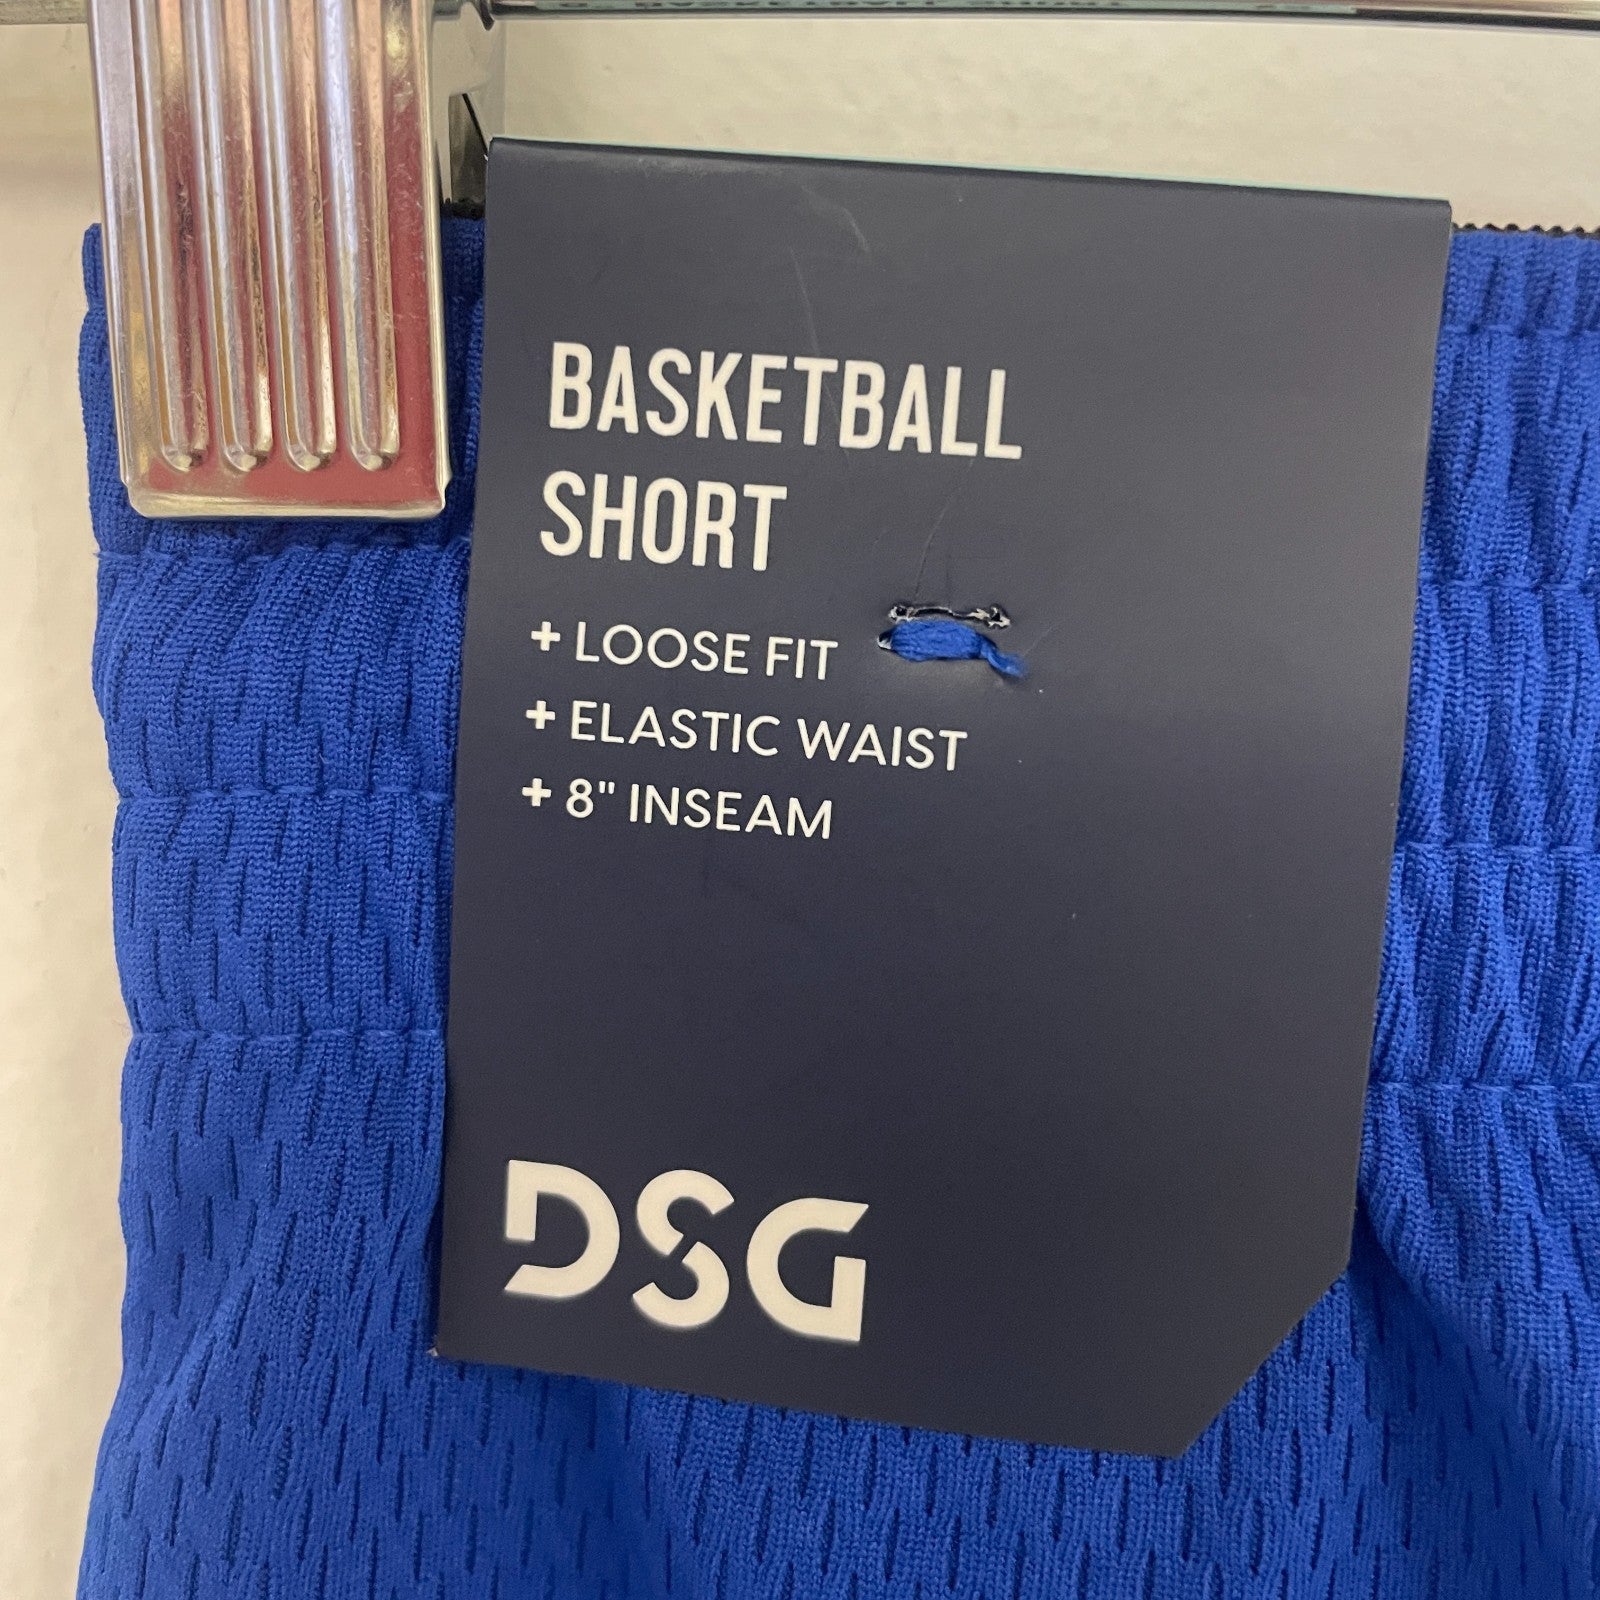 BASKETBALL
SHORT
+ LOOSE FIT
+ ELASTIC WAIST
+ 8" INSEAM
DSG